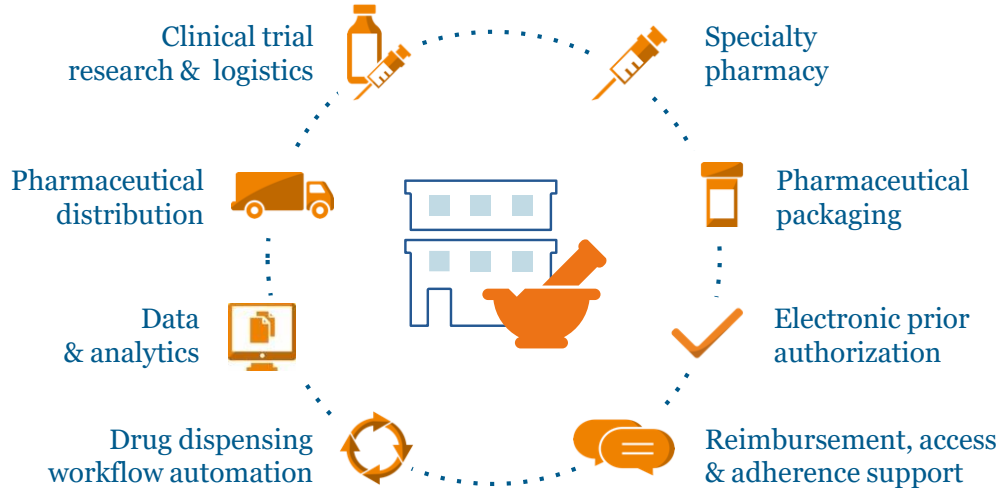 Clinical trial
research & logistics
Specialty
pharmacy
Pharmaceutical
distribution
Pharmaceutical
packaging
Data
& analytics
Electronic prior
authorization
Drug dispensing
workflow automation
Reimbursement, access
& adherence support